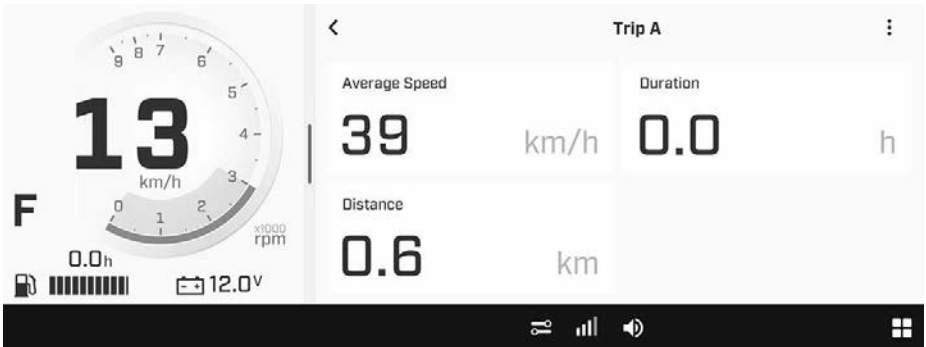 9 8 7 6
5
4
3
13
km/h
0 1 2
x1000
rpm
F
0.0h
12.0V
Trip A
Average Speed
39 km/h
Duration
0.0 h
Distance
0.6 km